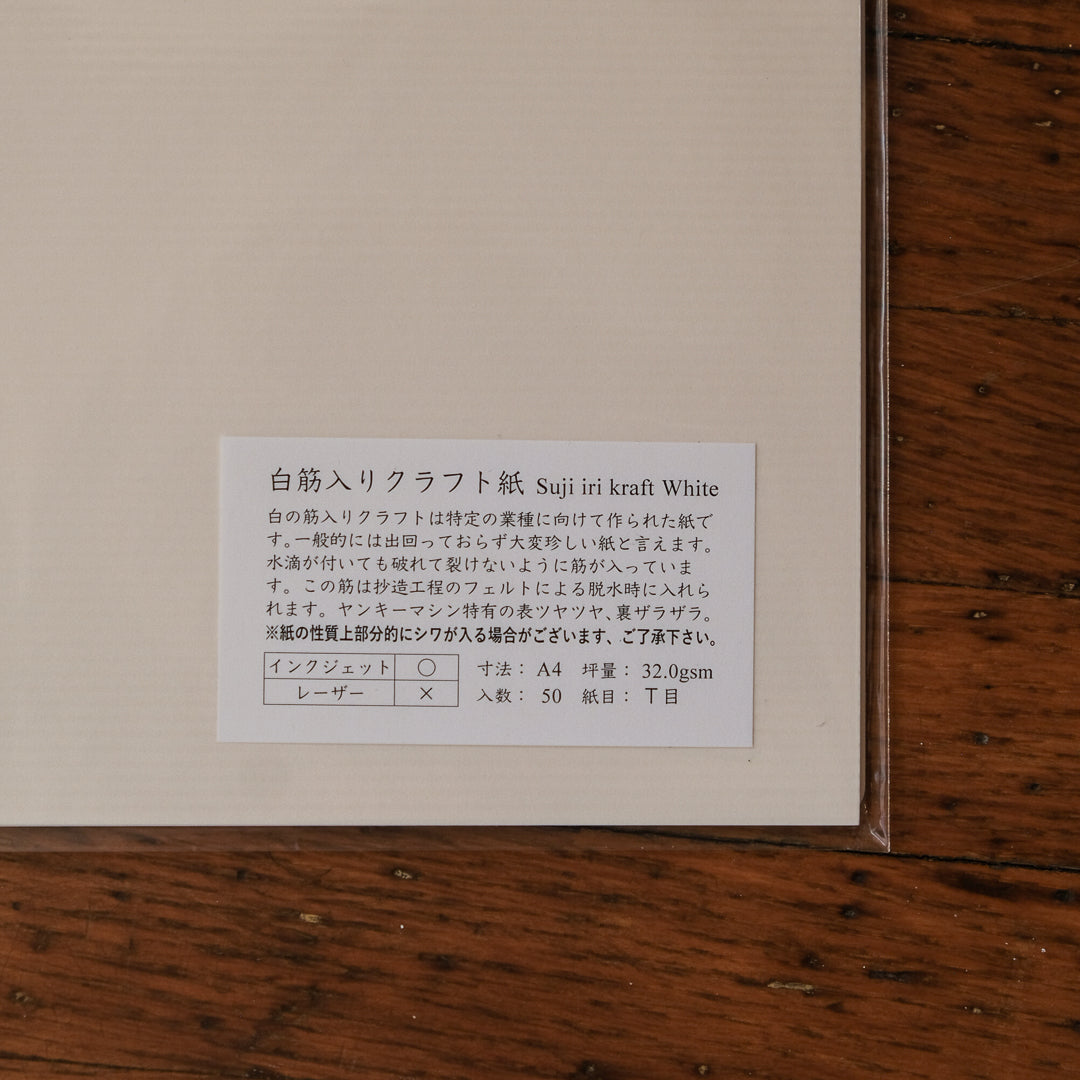 白筋入りクラフト紙 Suji iri kraft White
白の筋入りクラフトは特定の業種に向けて作られた紙で
す。一般的には出回っておらず大変珍しい紙と言えます。
水滴が付いても破れて裂けないように筋が入っていま
す。この筋は抄造工程のフェルトによる脱水時に入れら
れます。ヤンキーマシン特有の表ツヤツヤ、裏ザラザラ。
※紙の性質上部分的にシワが入る場合がございます、ご了承下さい。
インクジェット ○ 寸法： A4 坪量： 32.0gsm
レーザー × 入数： 50 紙目： T目